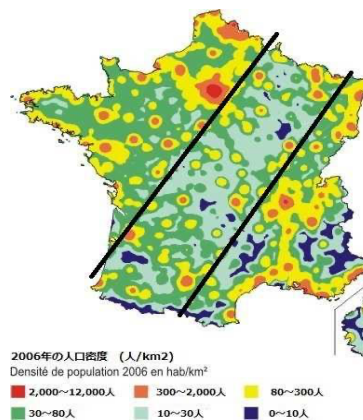 2006年の人口密度 (人/km2)
Densité de population 2006 en hab/km²
2,000～12,000人 300～2,000人 80～300人
30～80人 10～30人 0～10人